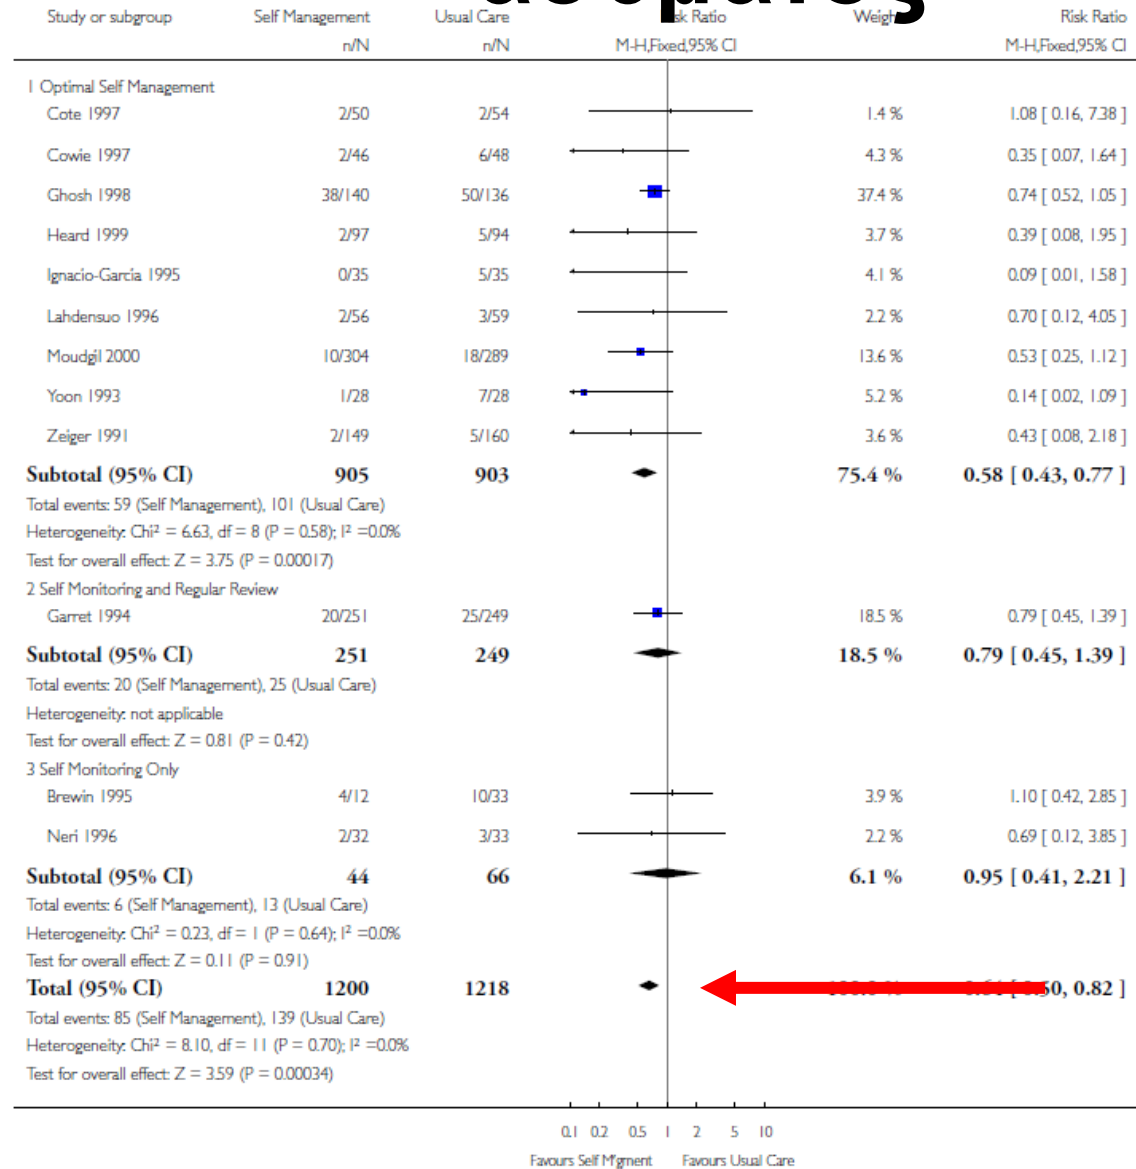 Study or subgroup Self Management Usual Care Risk Ratio Weight Risk Ratio
n/N n/N M-H,Fixed,95% CI M-H,Fixed,95% CI
1 Optimal Self Management
Cote 1997 2/50 2/54 1.4 % 1.08 [ 0.16, 7.38 ]
Cowie 1997 2/46 6/48 4.3 % 0.35 [ 0.07, 1.64 ]
Ghosh 1998 38/140 50/136 37.4 % 0.74 [ 0.52, 1.05 ]
Heard 1999 2/97 5/94 3.7 % 0.39 [ 0.08, 1.95 ]
Ignacio-Garcia 1995 0/35 5/35 4.1 % 0.09 [ 0.01, 1.58 ]
Lahdensuo 1996 2/56 3/59 2.2 % 0.70 [ 0.12, 4.05 ]
Moudgil 2000 10/304 18/289 13.6 % 0.53 [ 0.25, 1.12 ]
Yoon 1993 1/28 7/28 5.2 % 0.14 [ 0.02, 1.09 ]
Zeiger 1991 2/149 5/160 3.6 % 0.43 [ 0.08, 2.18 ]
Subtotal (95% CI) 905 903 75.4 % 0.58 [ 0.43, 0.77 ]
Total events: 59 (Self Management), 101 (Usual Care)
Heterogeneity: Chi² = 6.63, df = 8 (P = 0.58); I² =0.0%
Test for overall effect: Z = 3.75 (P = 0.00017)
2 Self Monitoring and Regular Review
Garret 1994 20/251 25/249 18.5 % 0.79 [ 0.45, 1.39 ]
Subtotal (95% CI) 251 249 18.5 % 0.79 [ 0.45, 1.39 ]
Total events: 20 (Self Management), 25 (Usual Care)
Heterogeneity: not applicable
Test for overall effect: Z = 0.81 (P = 0.42)
3 Self Monitoring Only
Brewin 1995 4/12 10/33 3.9 % 1.10 [ 0.42, 2.85 ]
Neri 1996 2/32 3/33 2.2 % 0.69 [ 0.12, 3.85 ]
Subtotal (95% CI) 44 66 6.1 % 0.95 [ 0.41, 2.21 ]
Total events: 6 (Self Management), 13 (Usual Care)
Heterogeneity: Chi² = 0.23, df = 1 (P = 0.64); I² =0.0%
Test for overall effect: Z = 0.11 (P = 0.91)
Total (95% CI) 1200 1218 0.82 ]
Total events: 85 (Self Management), 139 (Usual Care)
Heterogeneity: Chi² = 8.10, df = 11 (P = 0.70); I² =0.0%
Test for overall effect: Z = 3.59 (P = 0.00034)
0.1 0.2 0.5 1 2 5 10
Favours Self M'gment Favours Usual Care